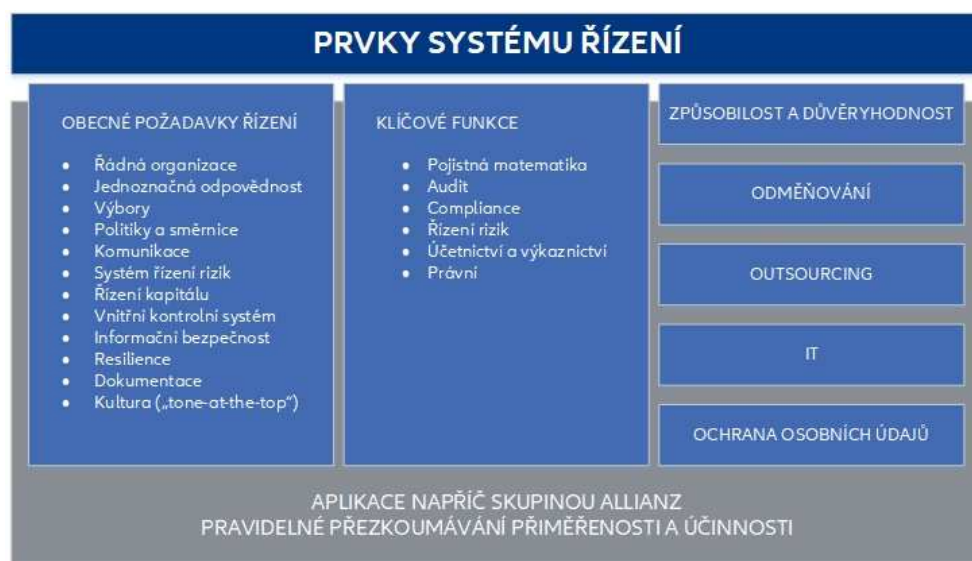 PRVKY SYSTÉMU ŘÍZENÍ
OBECNÉ POŽADAVKY ŘÍZENÍ
• Řádná organizace
• Jednoznačná odpovědnost
• Výbory
• Politiky a směrnice
• Komunikace
• Systém řízení rizik
• Řízení kapitálu
• Vnitřní kontrolní systém
• Informační bezpečnost
• Resilience
• Dokumentace
• Kultura („tone-at-the-top“)
KLÍČOVÉ FUNKCE
• Pojistná matematika
• Audit
• Compliance
• Řízení rizik
• Účetnictví a výkaznictví
• Právní
ZPŮSOBILOST A DŮVĚRYHODNOST
ODMĚŇOVÁNÍ
OUTSOURCING
IT
OCHRANA OSOBNÍCH ÚDAJŮ
APLIKACE NAPŘÍČ SKUPINOU ALLIANZ
PRAVIDELNÉ PŘEZKOUMÁVÁNÍ PŘIMĚŘENOSTI A ÚČINNOSTI